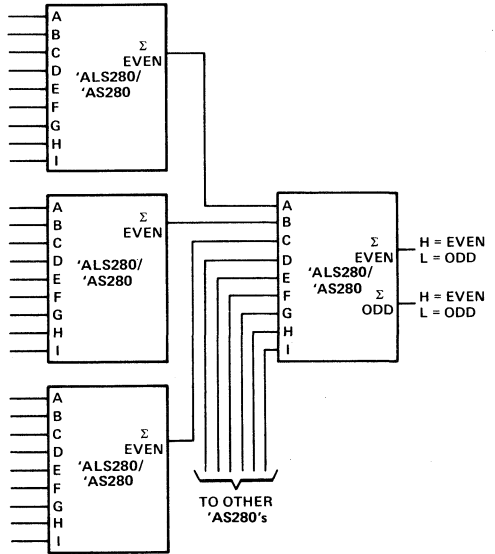 A
B
C
D
E
F
G
H
I
Σ
EVEN
'ALS280/
'AS280
A
B
C
D
E
F
G
H
I
Σ
EVEN
'ALS280/
'AS280
A
B
C
D
E
F
G
H
I
Σ
EVEN
'ALS280/
'AS280
A
B
C
D
E
F
G
H
I
Σ
EVEN
'ALS280/
'AS280
Σ
ODD
H = EVEN
L = ODD
H = EVEN
L = ODD
TO OTHER
'AS280's